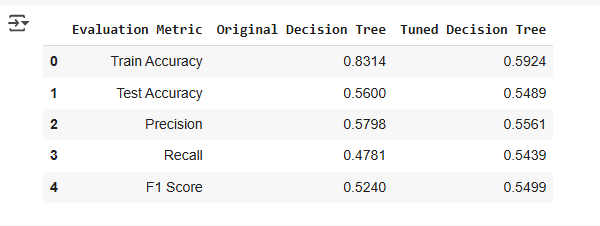 Evaluation Metric Original Decision Tree Tuned Decision Tree
0 Train Accuracy 0.8314 0.5924
1 Test Accuracy 0.5600 0.5489
2 Precision 0.5798 0.5561
3 Recall 0.4781 0.5439
4 F1 Score 0.5240 0.5499